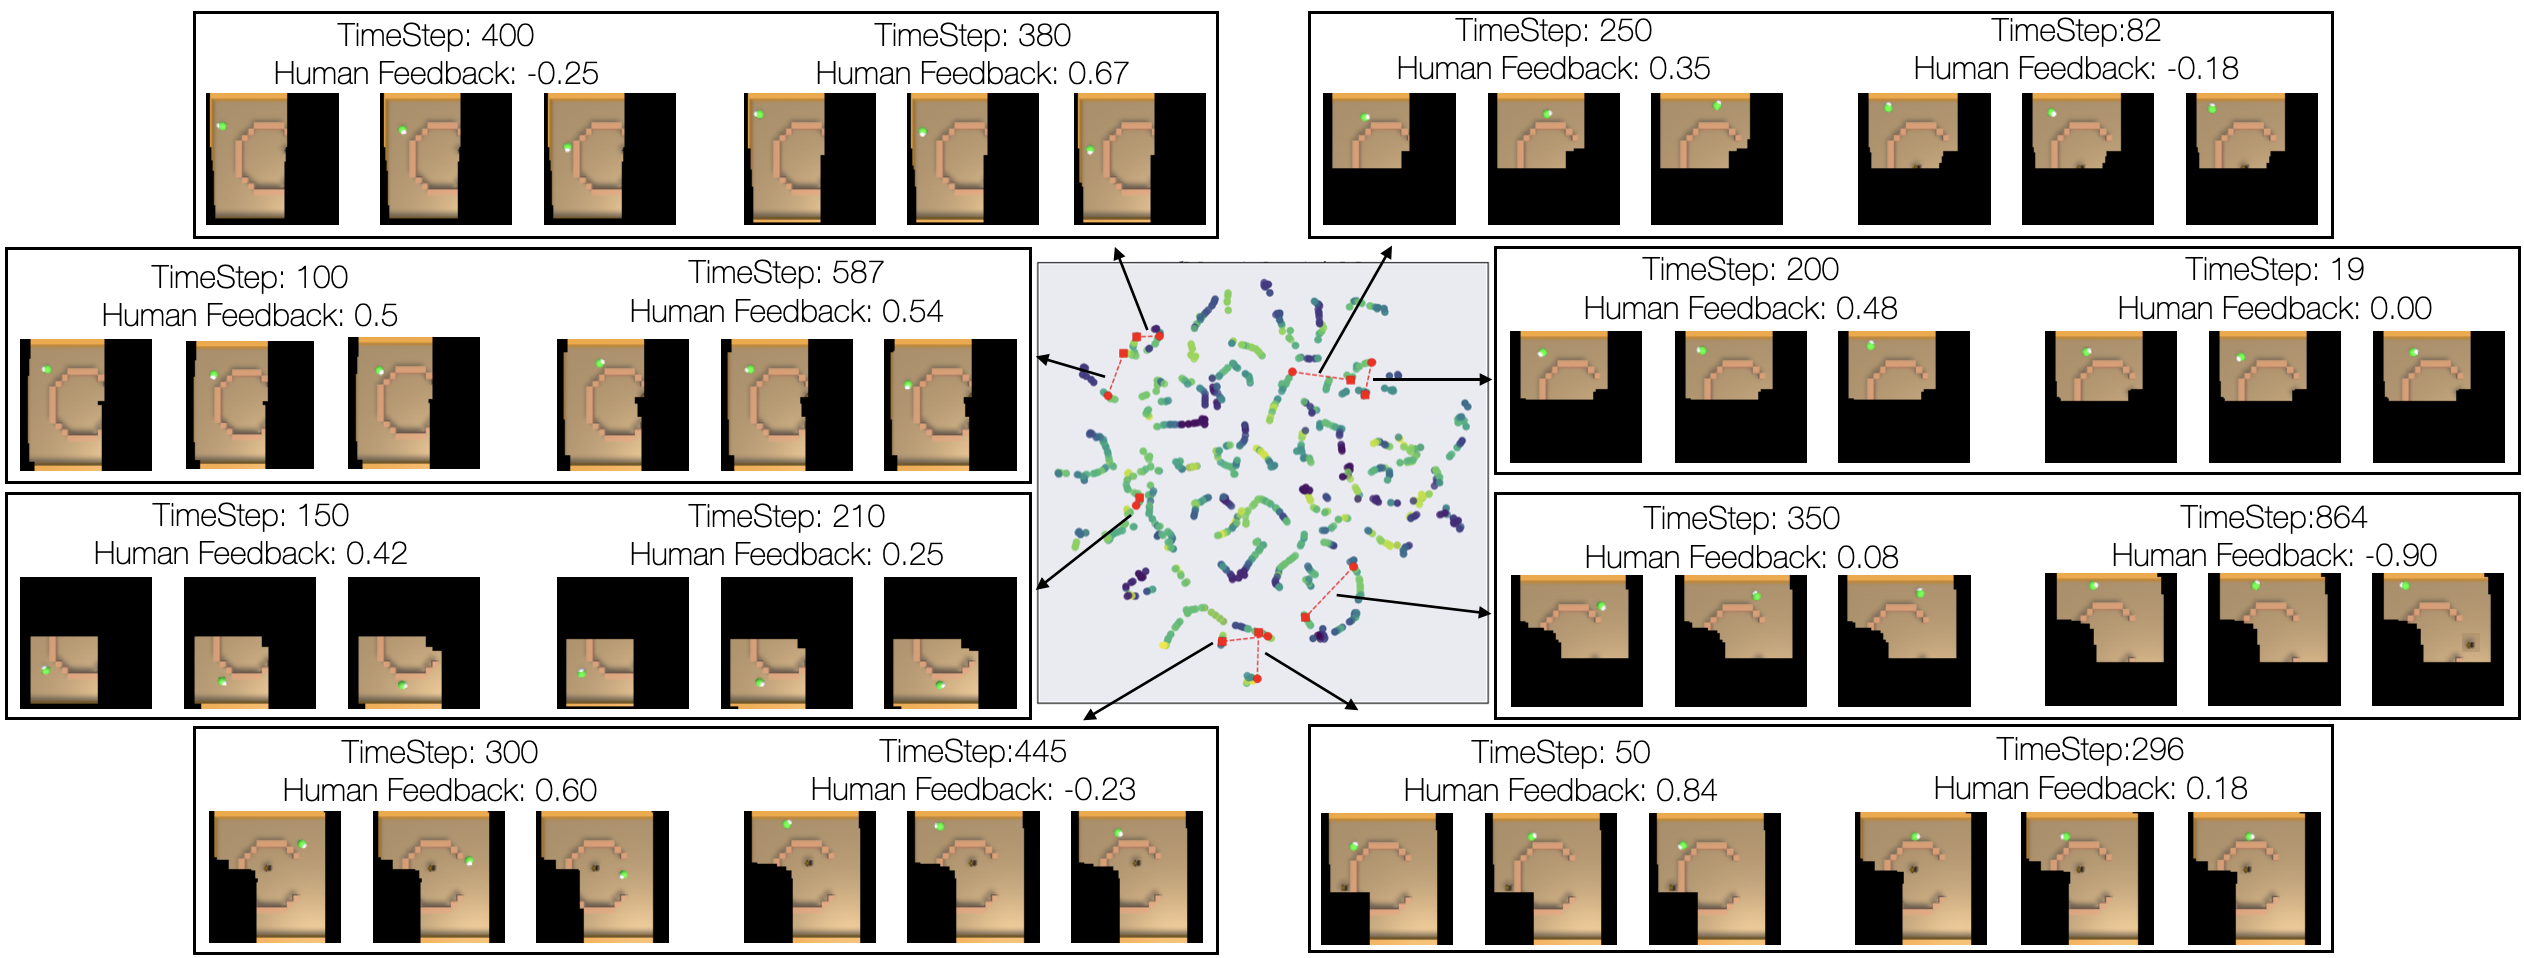 TimeStep: 400
Human Feedback: -0.25
TimeStep: 380
Human Feedback: 0.67
TimeStep: 250
Human Feedback: 0.35
TimeStep:82
Human Feedback: -0.18
TimeStep: 100
Human Feedback: 0.5
TimeStep: 587
Human Feedback: 0.54
TimeStep: 200
Human Feedback: 0.48
TimeStep: 19
Human Feedback: 0.00
TimeStep: 150
Human Feedback: 0.42
TimeStep: 210
Human Feedback: 0.25
TimeStep: 350
Human Feedback: 0.08
TimeStep:864
Human Feedback: -0.90
TimeStep: 300
Human Feedback: 0.60
TimeStep:445
Human Feedback: -0.23
TimeStep: 50
Human Feedback: 0.84
TimeStep:296
Human Feedback: 0.18